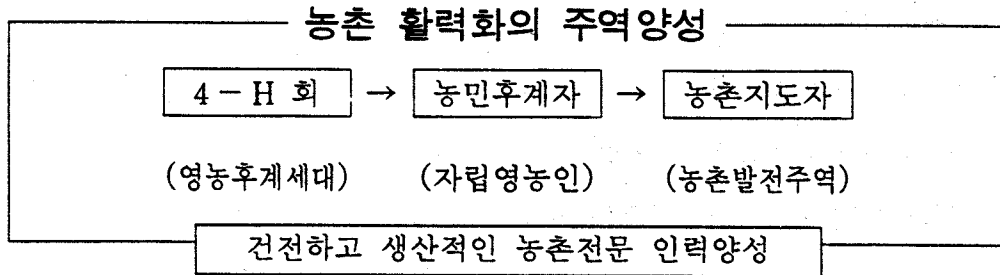 농촌 활력화의 주역양성
4－H 회 → 농민후계자 → 농촌지도자
(영농후계세대) (자립영농인) (농촌발전주역)
건전하고 생산적인 농촌전문 인력양성